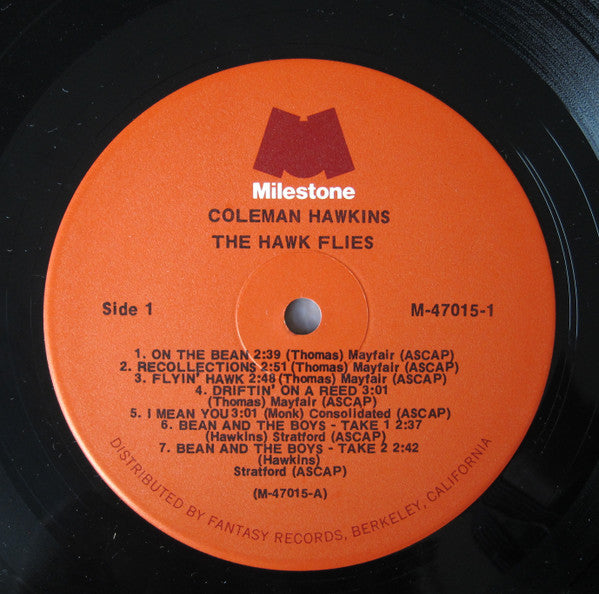 Milestone
COLEMAN HAWKINS
THE HAWK FLIES
Side 1
M-47015-1
1. ON THE BEAN 2:39 (Thomas) Mayfair (ASCAP)
2. RECOLLECTIONS 2:51 (Thomas) Mayfair (ASCAP)
3. FLYIN' HAWK 2:48 (Thomas) Mayfair (ASCAP)
4. DRIFTIN' ON A REED 3:01
(Thomas) Mayfair (ASCAP)
5. I MEAN YOU 3:01 (Monk) Consolidated (ASCAP)
6. BEAN AND THE BOYS - TAKE 1 2:37
(Hawkins) Stratford (ASCAP)
7. BEAN AND THE BOYS - TAKE 2 2:42
(Hawkins)
Stratford (ASCAP)
(M-47015-A)
DISTRIBUTED BY FANTASY RECORDS, BERKELEY, CALIFORNIA